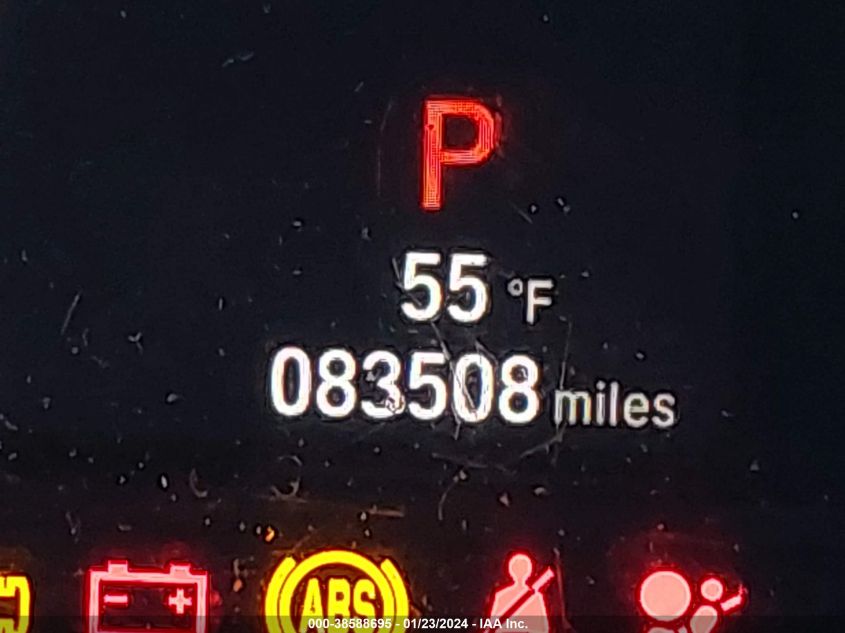 P
55 °F
083508 miles
ABS
000-38588695 - 01/23/2024 - IAA Inc.